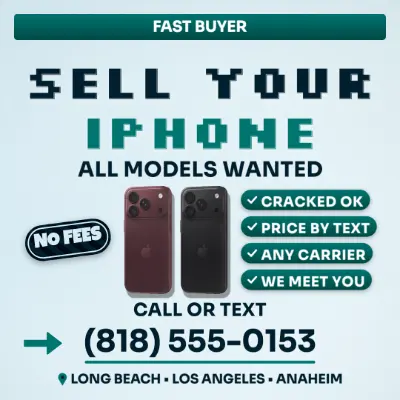 FAST BUYER
SELL YOUR
IPHONE
ALL MODELS WANTED
NO FEES
CRACKED OK
PRICE BY TEXT
ANY CARRIER
WE MEET YOU
CALL OR TEXT
(818) 555-0153
LONG BEACH • LOS ANGELES • ANAHEIM